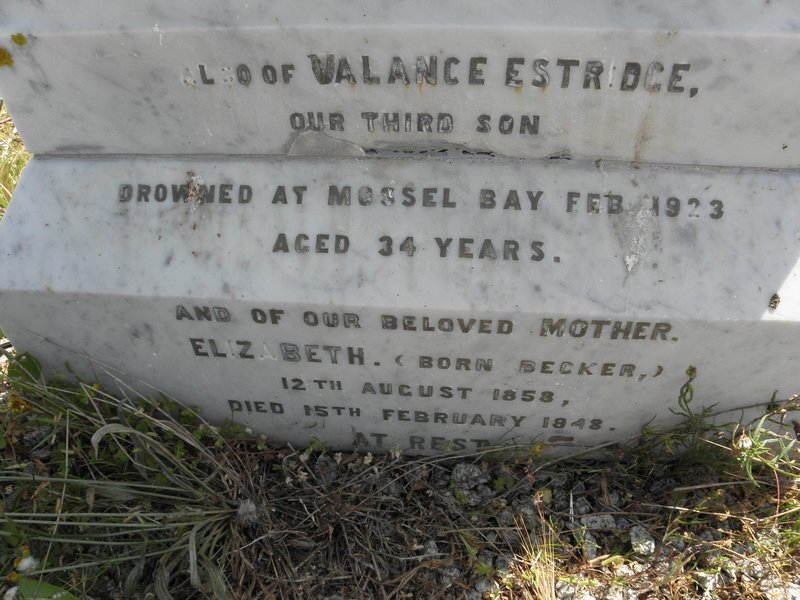 ALSO OF VALANCE ESTRIDGE,
OUR THIRD SON
DROWNED AT MOSSEL BAY FEB. 1923
AGED 34 YEARS.
AND OF OUR BELOVED MOTHER.
ELIZABETH. (BORN BECKER,)
12TH AUGUST 1858,
DIED 15TH FEBRUARY 1948.
AT REST